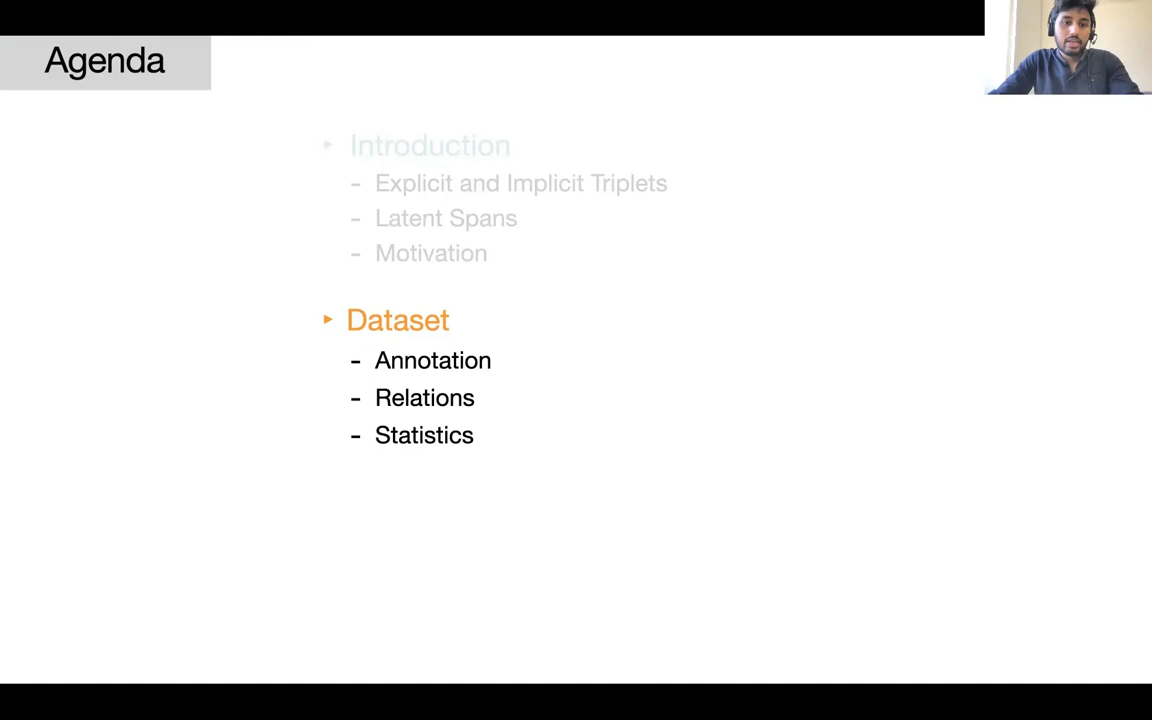 Agenda
▸ Introduction
- Explicit and Implicit Triplets
- Latent Spans
- Motivation
▸ Dataset
- Annotation
- Relations
- Statistics